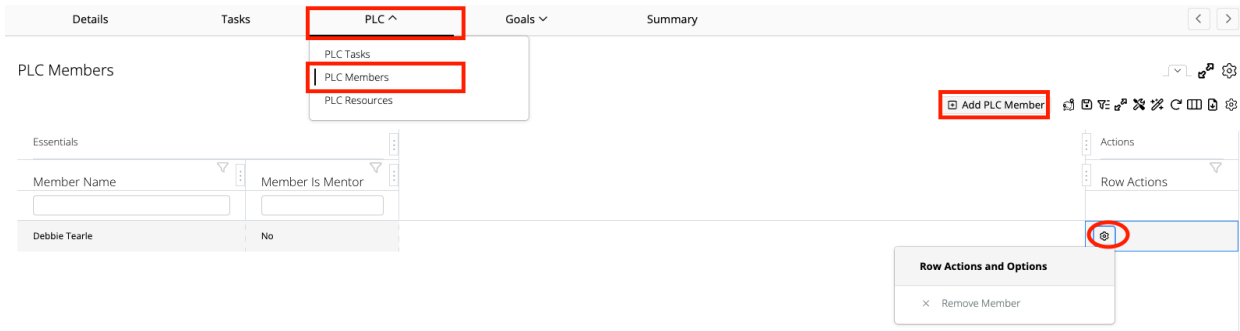 Details Tasks PLC Goals Summary
PLC Tasks
PLC Members
PLC Resources
PLC Members
Add PLC Member
Essentials Actions
Member Name Member Is Mentor Row Actions
Debbie Tearle No
Row Actions and Options
Remove Member